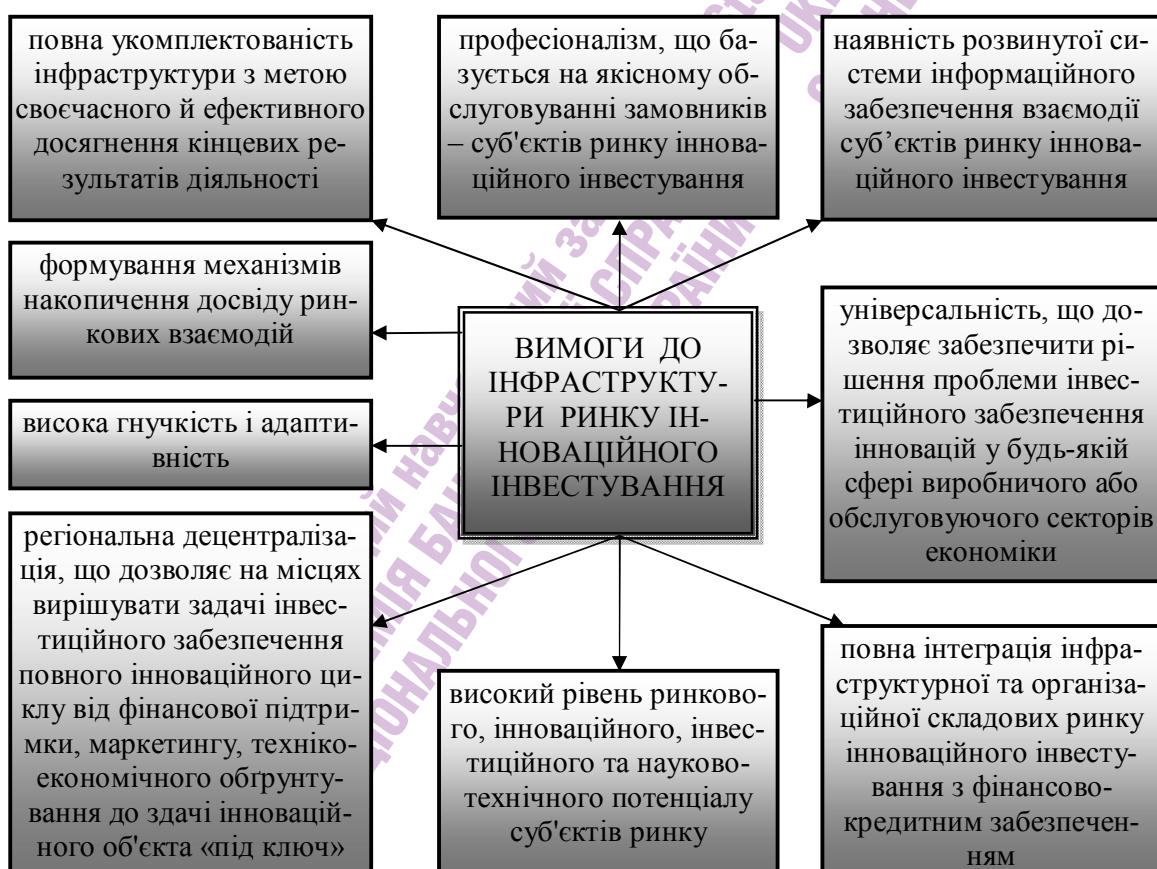 повна укомплектованість
інфраструктури з метою
своєчасного й ефективного
досягнення кінцевих ре-
зультатів діяльності
професіоналізм, що ба-
зується на якісному об-
слуговуванні замовників
– суб'єктів ринку іннова-
ційного інвестування
наявність розвинутої си-
стеми інформаційного
забезпечення взаємодії
суб’єктів ринку іннова-
ційного інвестування
формування механізмів
накопичення досвіду рин-
кових взаємодій
висока гнучкість і адапти-
вність
ВИМОГИ ДО
ІНФРАСТРУКТУ-
РИ РИНКУ ІН-
НОВАЦІЙНОГО
ІНВЕСТУВАННЯ
універсальність, що до-
зволяє забезпечити рі-
шення проблеми інвес-
тиційного забезпечення
інновацій у будь-якій
сфері виробничого або
обслуговуючого секторів
економіки
регіональна децентраліза-
ція, що дозволяє на місцях
вирішувати задачі інвес-
тиційного забезпечення
повного інноваційного ци-
клу від фінансової підтри-
мки, маркетингу, техніко-
економічного обґрунту-
вання до здачі інновацій-
ного об'єкта «під ключ»
високий рівень ринково-
го, інноваційного, інвес-
тиційного та науково-
технічного потенціалу
суб'єктів ринку
повна інтеграція інфра-
структурної та організа-
ційної складових ринку
інноваційного інвесту-
вання з фінансово-
кредитним забезпечен-
ням